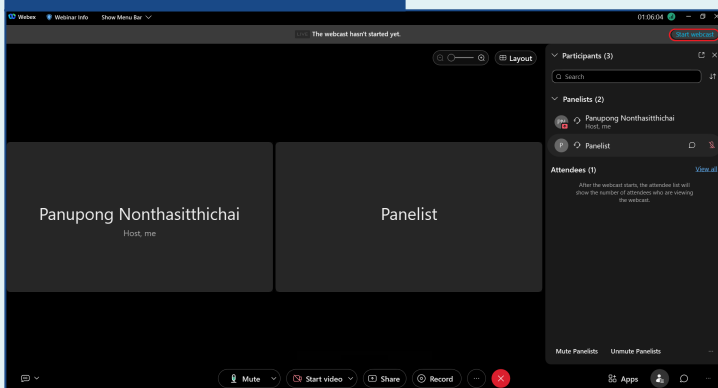 Webex Webinar Info Show Menu Bar 01:06:04
The webcast hasn't started yet. Start webcast
Layout
Participants (3)
Search
Panelists (2)
Panupong Nonthasitthichai
Host, me
P Panelist
Attendees (1) View all
After the webcast starts, the attendee list will
show the number of attendees who are viewing
the webcast.
Panupong Nonthasitthichai
Host, me
Panelist
Mute Panelists Unmute Panelists
Mute Start video Share Record Apps